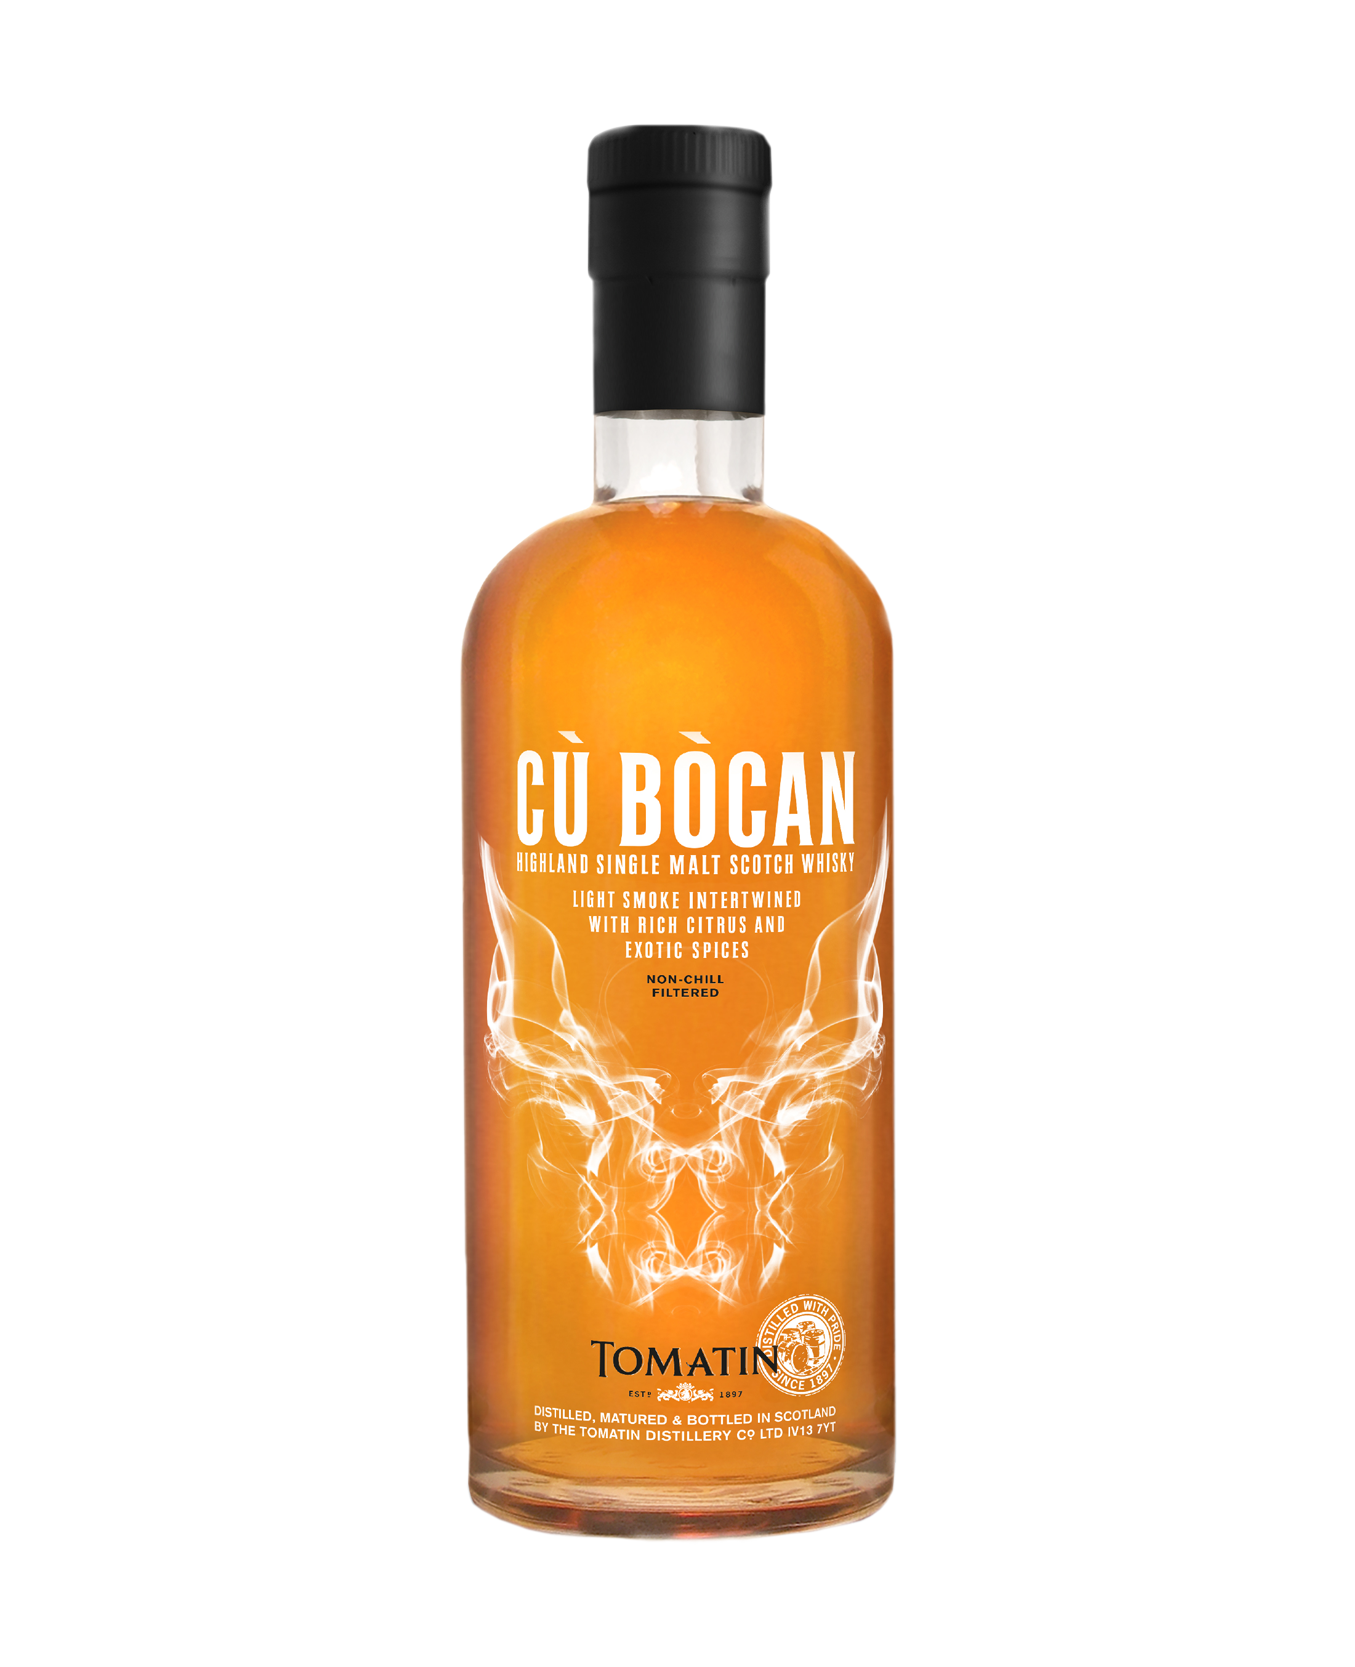 CÙ BÒCAN
HIGHLAND SINGLE MALT SCOTCH WHISKY
LIGHT SMOKE INTERTWINED
WITH RICH CITRUS AND
EXOTIC SPICES
NON-CHILL
FILTERED
DISTILLED WITH PRIDE
• SINCE 1897 •
TOMATIN
ESTD 1897
DISTILLED, MATURED & BOTTLED IN SCOTLAND
BY THE TOMATIN DISTILLERY CO LTD IV13 7YT